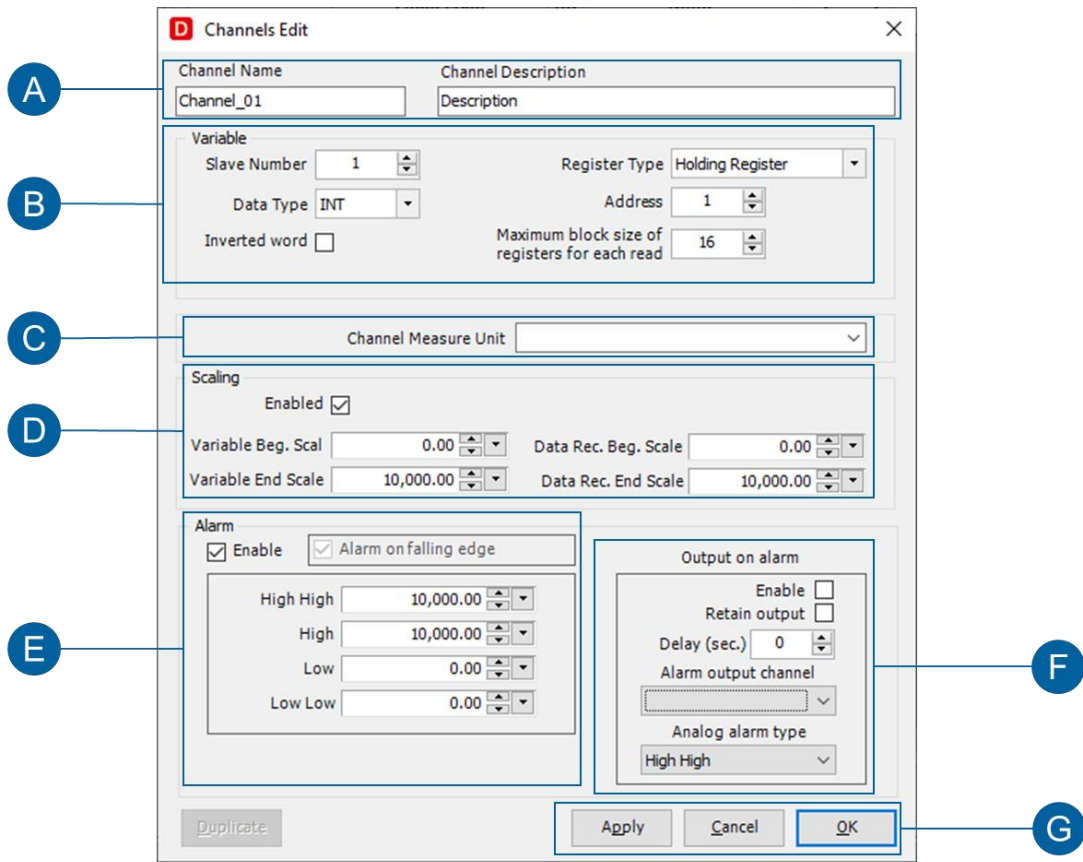 D Channels Edit
A
Channel Name Channel Description
Channel_01 Description
Variable
B
Slave Number 1 Register Type Holding Register
Data Type INT Address 1
Inverted word Maximum block size of
registers for each read 16
C
Channel Measure Unit
Scaling
D
Enabled
Variable Beg. Scal 0.00 Data Rec. Beg. Scale 0.00
Variable End Scale 10,000.00 Data Rec. End Scale 10,000.00
Alarm
E
Enable Alarm on falling edge
High High 10,000.00
High 10,000.00
Low 0.00
Low Low 0.00
Output on alarm
F
Enable
Retain output
Delay (sec.) 0
Alarm output channel
Analog alarm type
High High
Duplicate Apply Cancel OK
G